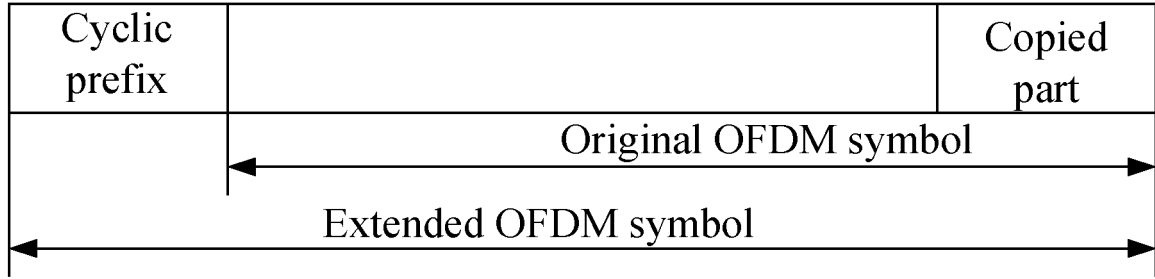 Cyclic
prefix
Copied
part
Original OFDM symbol
Extended OFDM symbol